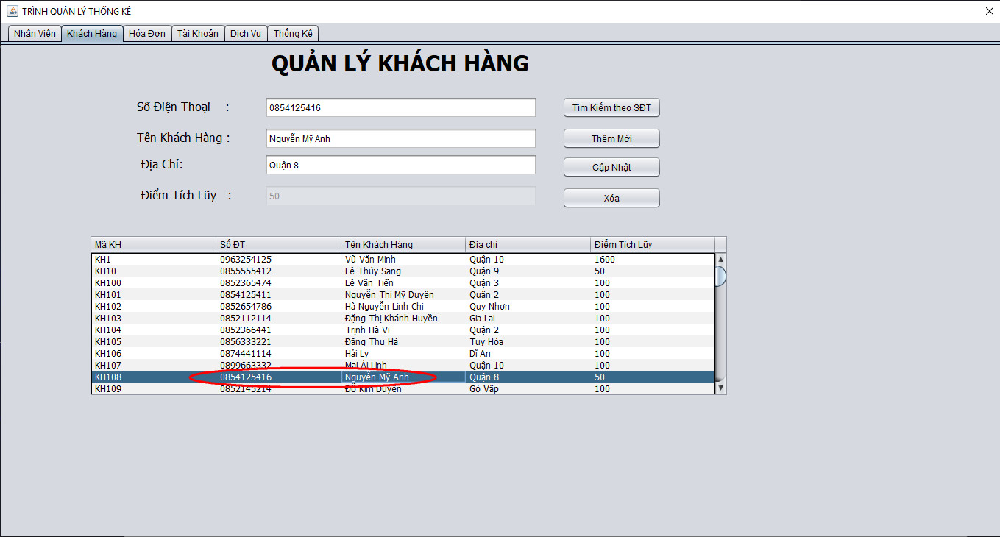 TRÌNH QUẢN LÝ THỐNG KÊ
Nhân Viên Khách Hàng Hóa Đơn Tài Khoản Dịch Vụ Thống Kê
QUẢN LÝ KHÁCH HÀNG
Số Điện Thoại : 0854125416 Tìm Kiếm theo SĐT
Tên Khách Hàng : Nguyễn Mỹ Anh Thêm Mới
Địa Chỉ: Quận 8 Cập Nhật
Điểm Tích Lũy : 50 Xóa
Mã KH Số ĐT Tên Khách Hàng Địa chỉ Điểm Tích Lũy
KH1 0963254125 Vũ Văn Minh Quận 10 1600
KH10 0855555412 Lê Thúy Sang Quận 9 50
KH100 0852365474 Lê Văn Tiến Quận 3 100
KH101 0854125411 Nguyễn Thị Mỹ Duyên Quận 2 100
KH102 0852654786 Hà Nguyễn Linh Chi Quy Nhơn 100
KH103 0852112114 Đặng Thị Khánh Huyền Gia Lai 100
KH104 0852366441 Trịnh Hà Vi Quận 2 100
KH105 0856333221 Đặng Thu Hà Tuy Hòa 100
KH106 0874441114 Hải Ly Dĩ An 100
KH107 0899663332 Mai Ái Linh Quận 10 100
KH108 0854125416 Nguyễn Mỹ Anh Quận 8 50
KH109 0852145214 Đỗ Kim Duyên Gò Vấp 100